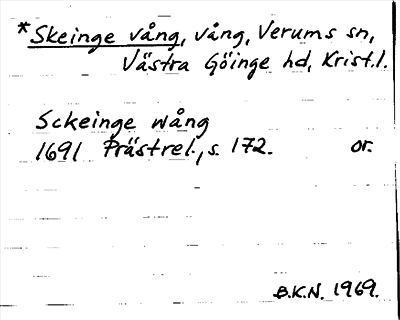 *Skeinge vång, vång, Verums sn,
Västra Göinge hd, Krist.l.
Sckeinge wång
1691 Prästrel., s. 172. or.
B.K.N. 1969.